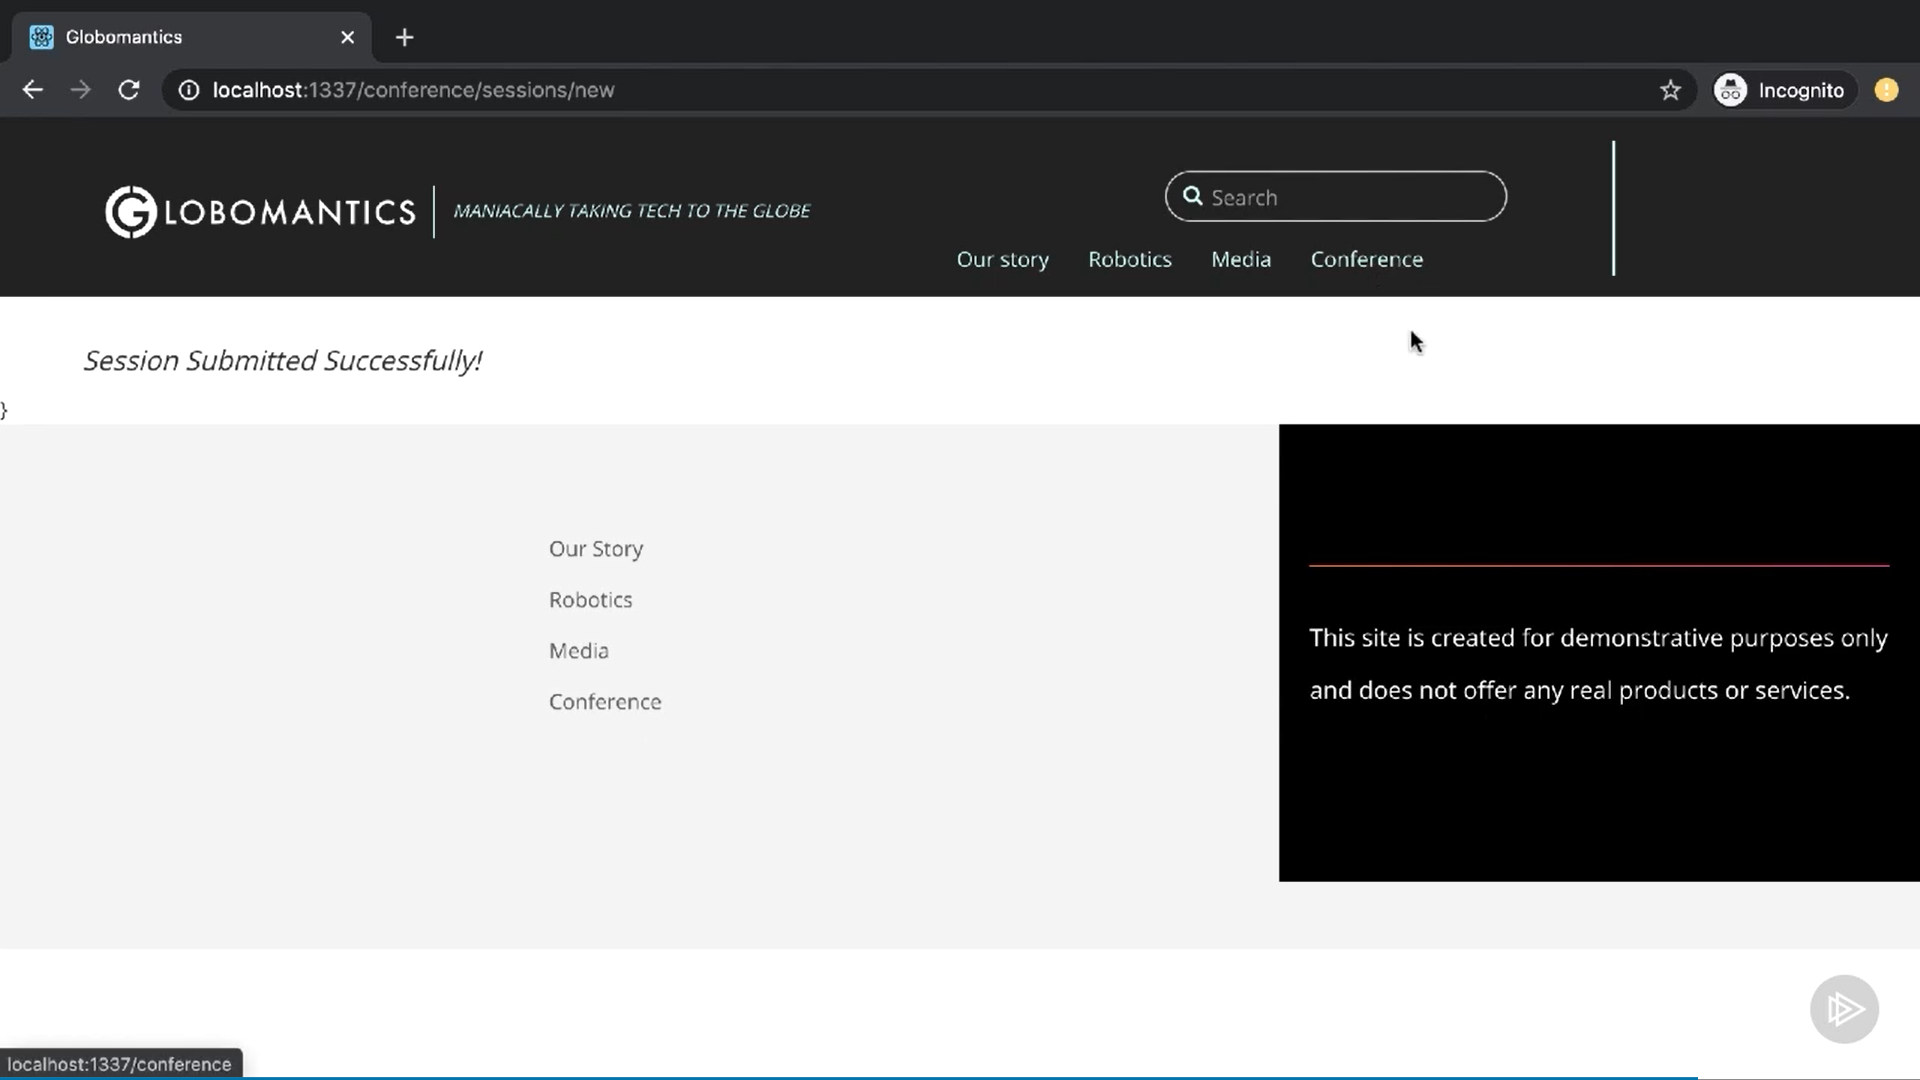 Globomantics
localhost:1337/conference/sessions/new
Incognito
GLOBOMANTICS
MANIACALLY TAKING TECH TO THE GLOBE
Search
Our story Robotics Media Conference
Session Submitted Successfully!
}
Our Story
Robotics
Media
Conference
This site is created for demonstrative purposes only
and does not offer any real products or services.
localhost:1337/conference